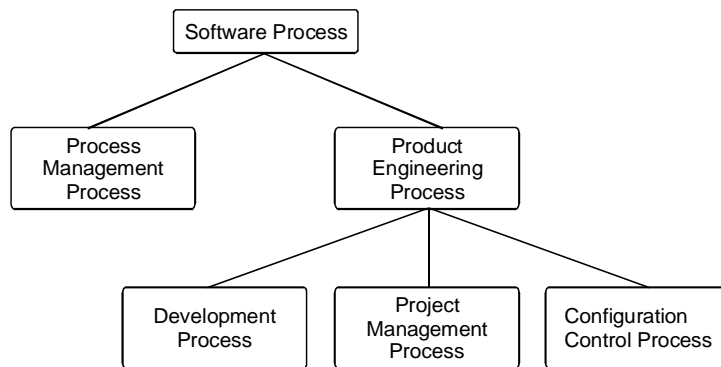 Software Process
Process
Management
Process
Product
Engineering
Process
Development
Process
Project
Management
Process
Configuration
Control Process